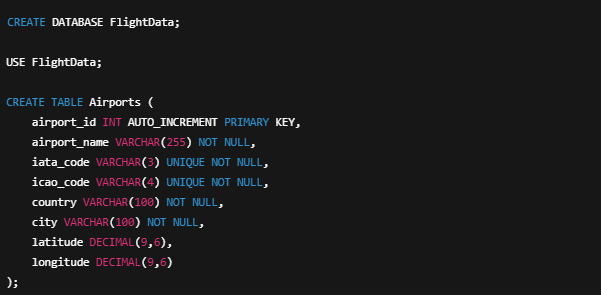 CREATE DATABASE FlightData;
USE FlightData;
CREATE TABLE Airports (
    airport_id INT AUTO_INCREMENT PRIMARY KEY,
    airport_name VARCHAR(255) NOT NULL,
    iata_code VARCHAR(3) UNIQUE NOT NULL,
    icao_code VARCHAR(4) UNIQUE NOT NULL,
    country VARCHAR(100) NOT NULL,
    city VARCHAR(100) NOT NULL,
    latitude DECIMAL(9,6),
    longitude DECIMAL(9,6)
);